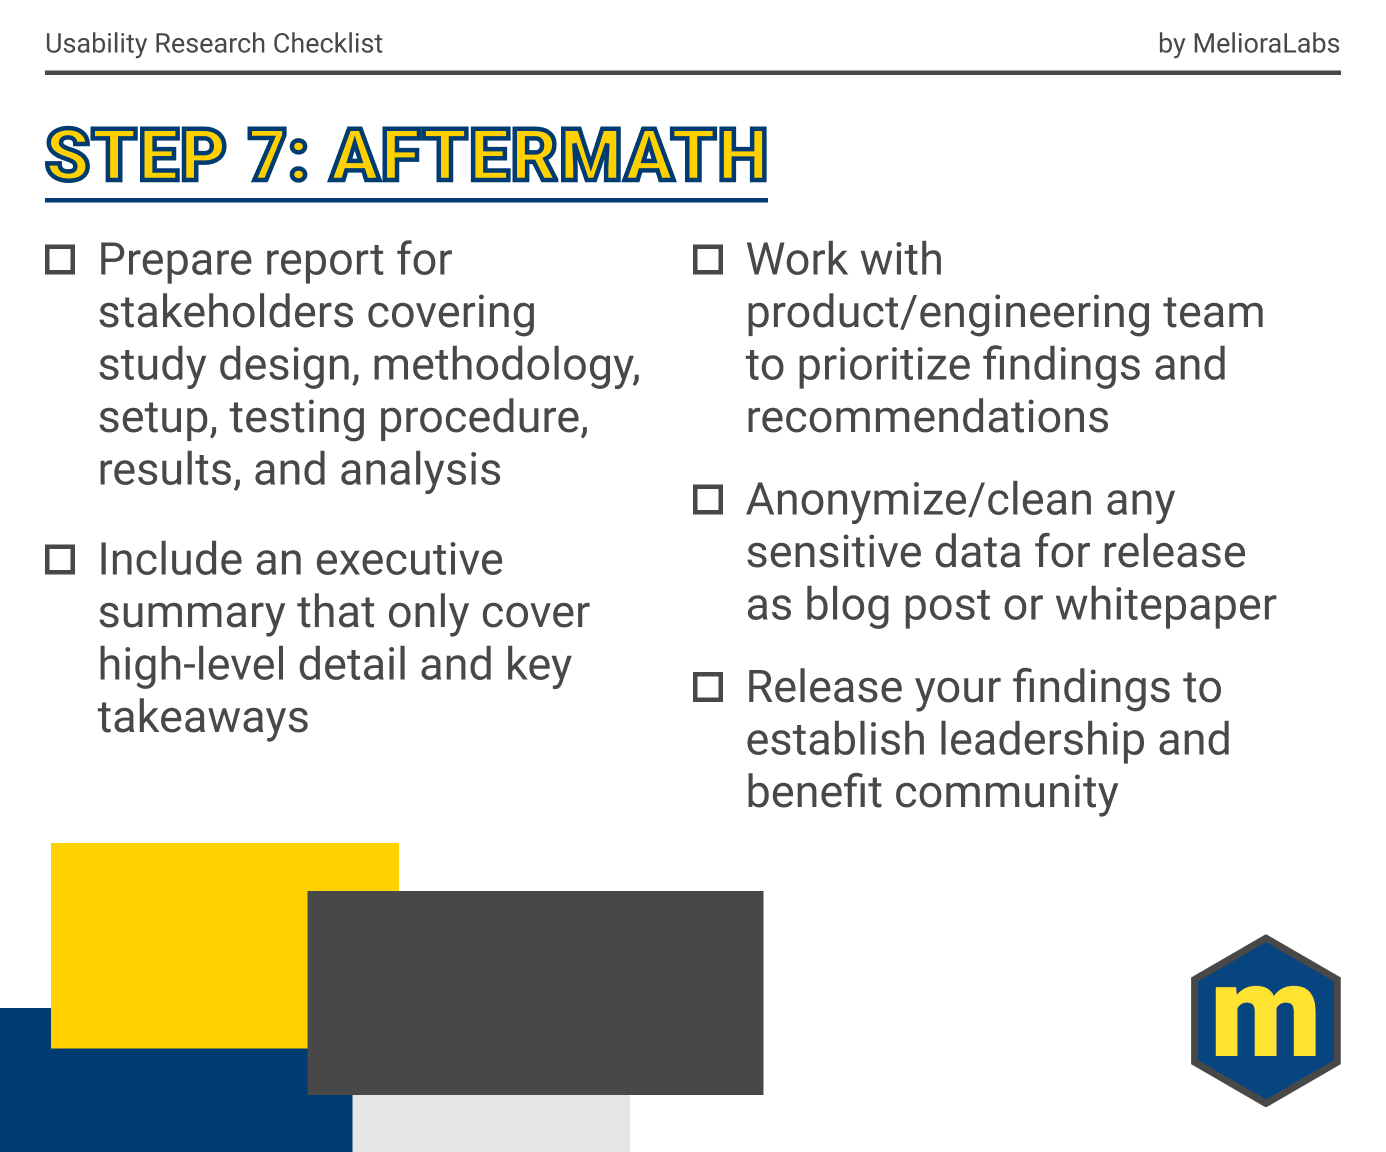 Usability Research Checklist
by MelioraLabs
STEP 7: AFTERMATH
Prepare report for
stakeholders covering
study design, methodology,
setup, testing procedure,
results, and analysis
Include an executive
summary that only cover
high-level detail and key
takeaways
Work with
product/engineering team
to prioritize findings and
recommendations
Anonymize/clean any
sensitive data for release
as blog post or whitepaper
Release your findings to
establish leadership and
benefit community
m